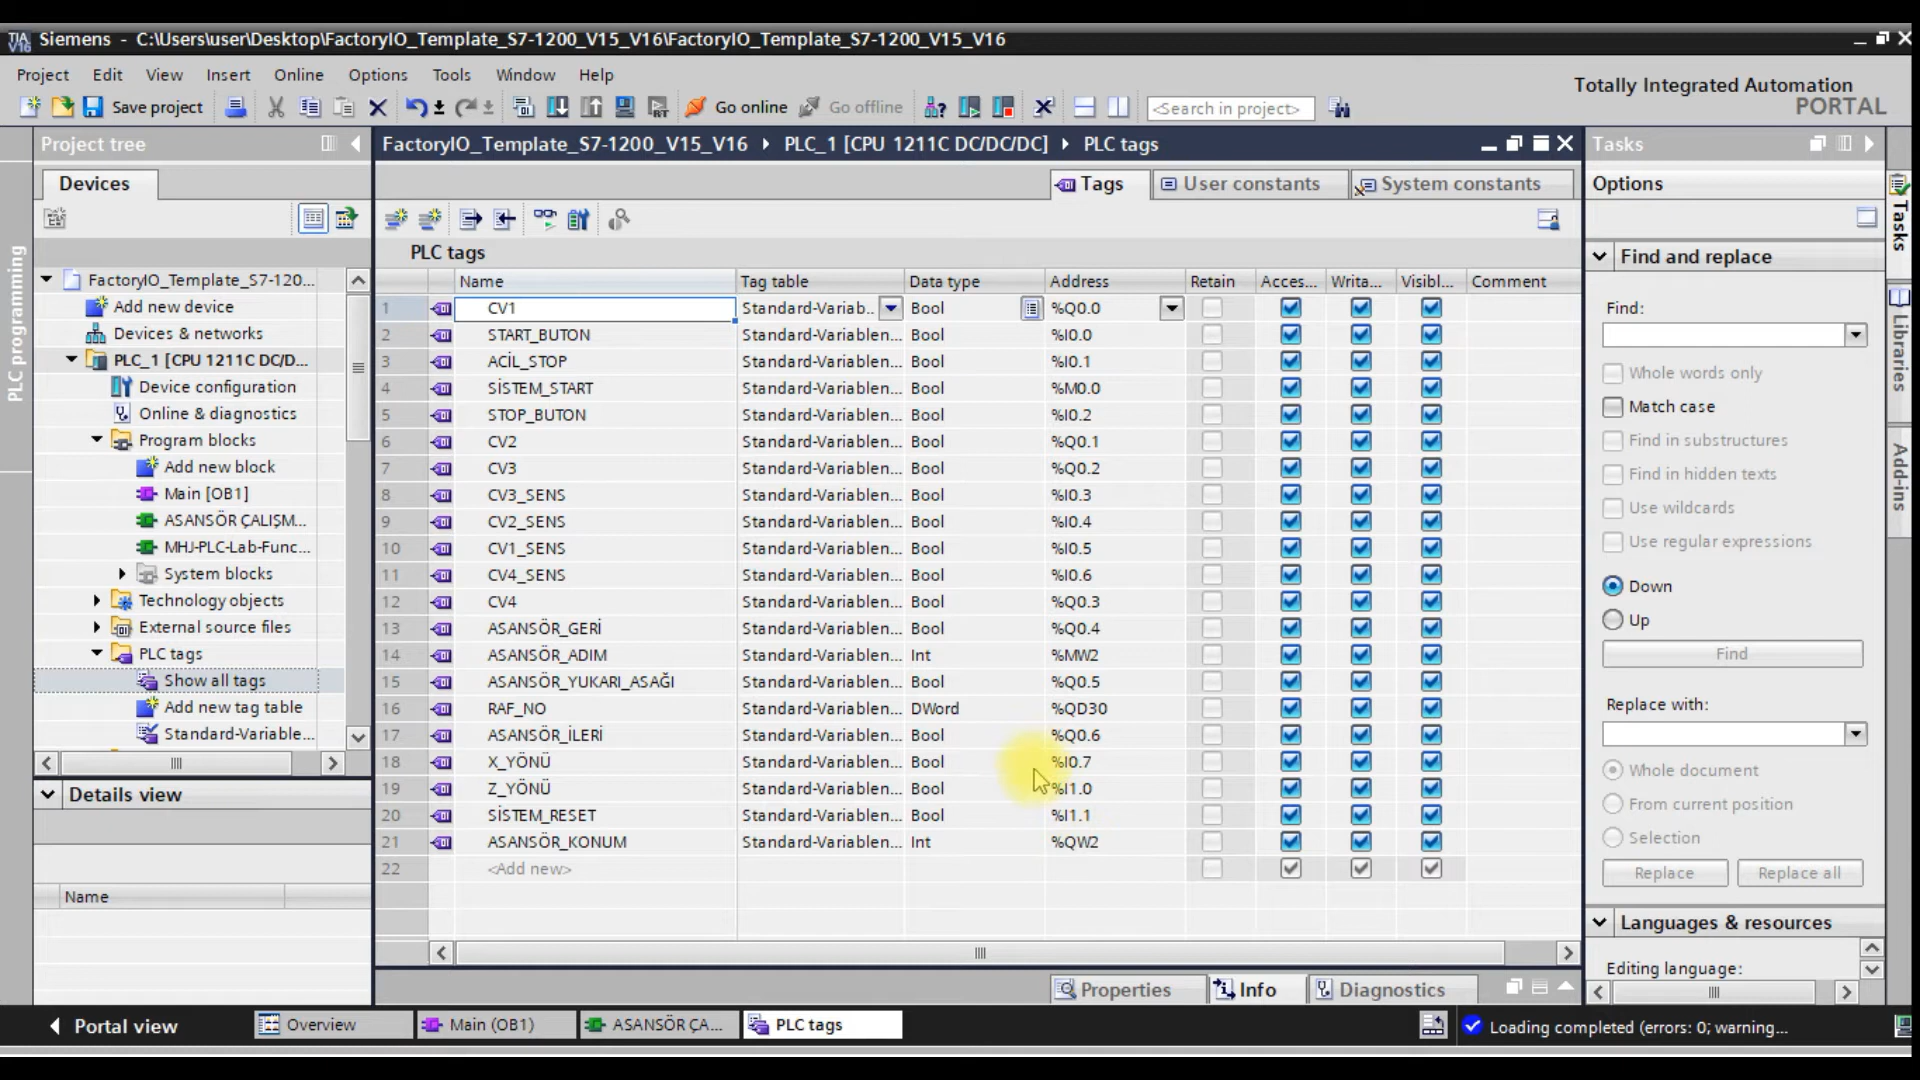 Siemens - C:\Users\user\Desktop\FactoryIO_Template_S7-1200_V15_V16\FactoryIO_Template_S7-1200_V15_V16
Project Edit View Insert Online Options Tools Window Help
Totally Integrated Automation
PORTAL
Save project Go online Go offline <Search in project>
Project tree
FactoryIO_Template_S7-1200_V15_V16 PLC_1 [CPU 1211C DC/DC/DC] PLC tags
Tasks
Devices
Tags User constants System constants
Options
PLC programming
FactoryIO_Template_S7-120...
Add new device
Devices & networks
PLC_1 [CPU 1211C DC/D...
Device configuration
Online & diagnostics
Program blocks
Add new block
Main [OB1]
ASANSÖR ÇALIŞM...
MHJ-PLC-Lab-Func...
System blocks
Technology objects
External source files
PLC tags
Show all tags
Add new tag table
Standard-Variable...
Details view
Name
PLC tags
Name Tag table Data type Address Retain Acces... Writa... Visibl... Comment
1 CV1 Standard-Variab.. Bool %Q0.0
2 START_BUTON Standard-Variablen... Bool %I0.0
3 ACİL_STOP Standard-Variablen... Bool %I0.1
4 SİSTEM_START Standard-Variablen... Bool %M0.0
5 STOP_BUTON Standard-Variablen... Bool %I0.2
6 CV2 Standard-Variablen... Bool %Q0.1
7 CV3 Standard-Variablen... Bool %Q0.2
8 CV3_SENS Standard-Variablen... Bool %I0.3
9 CV2_SENS Standard-Variablen... Bool %I0.4
10 CV1_SENS Standard-Variablen... Bool %I0.5
11 CV4_SENS Standard-Variablen... Bool %I0.6
12 CV4 Standard-Variablen... Bool %Q0.3
13 ASANSÖR_GERİ Standard-Variablen... Bool %Q0.4
14 ASANSÖR_ADIM Standard-Variablen... Int %MW2
15 ASANSÖR_YUKARI_ASAĞI Standard-Variablen... Bool %Q0.5
16 RAF_NO Standard-Variablen... DWord %QD30
17 ASANSÖR_İLERİ Standard-Variablen... Bool %Q0.6
18 X_YÖNÜ Standard-Variablen... Bool %I0.7
19 Z_YÖNÜ Standard-Variablen... Bool %I1.0
20 SİSTEM_RESET Standard-Variablen... Bool %I1.1
21 ASANSÖR_KONUM Standard-Variablen... Int %QW2
22 <Add new>
Find and replace
Find:
Whole words only
Match case
Find in substructures
Find in hidden texts
Use wildcards
Use regular expressions
Down
Up
Find
Replace with:
Whole document
From current position
Selection
Replace Replace all
Languages & resources
Editing language:
Tasks
Libraries
Add-ins
Properties Info Diagnostics
Portal view Overview Main (OB1) ASANSÖR ÇA... PLC tags Loading completed (errors: 0; warning...